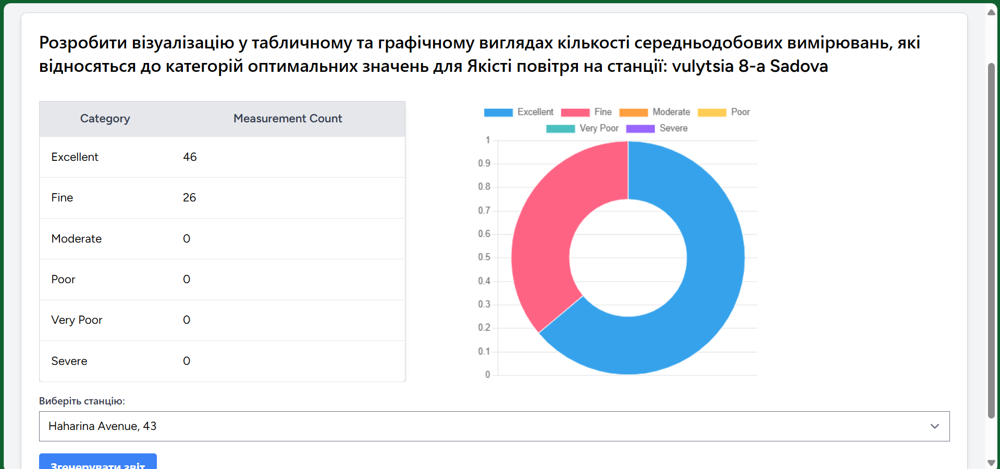 Розробити візуалізацію у табличному та графічному виглядах кількості середньодобових вимірювань, які
відносяться до категорій оптимальних значень для Якісті повітря на станції: vulytsia 8-a Sadova
Category Measurement Count
Excellent 46
Fine 26
Moderate 0
Poor 0
Very Poor 0
Severe 0
Excellent Fine Moderate Poor
Very Poor Severe
1
0.9
0.8
0.7
0.6
0.5
0.4
0.3
0.2
0.1
0
Виберіть станцію:
Haharina Avenue, 43
Згенерувати звіт